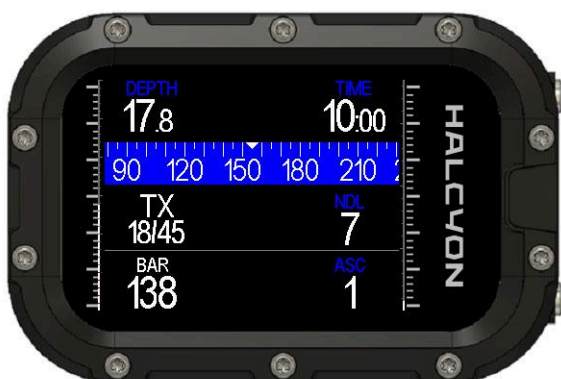 DEPTH TIME
17.8 10:00
90 120 150 180 210 2
TX NDL
18/45 7
BAR ASC
138 1
HALCYON